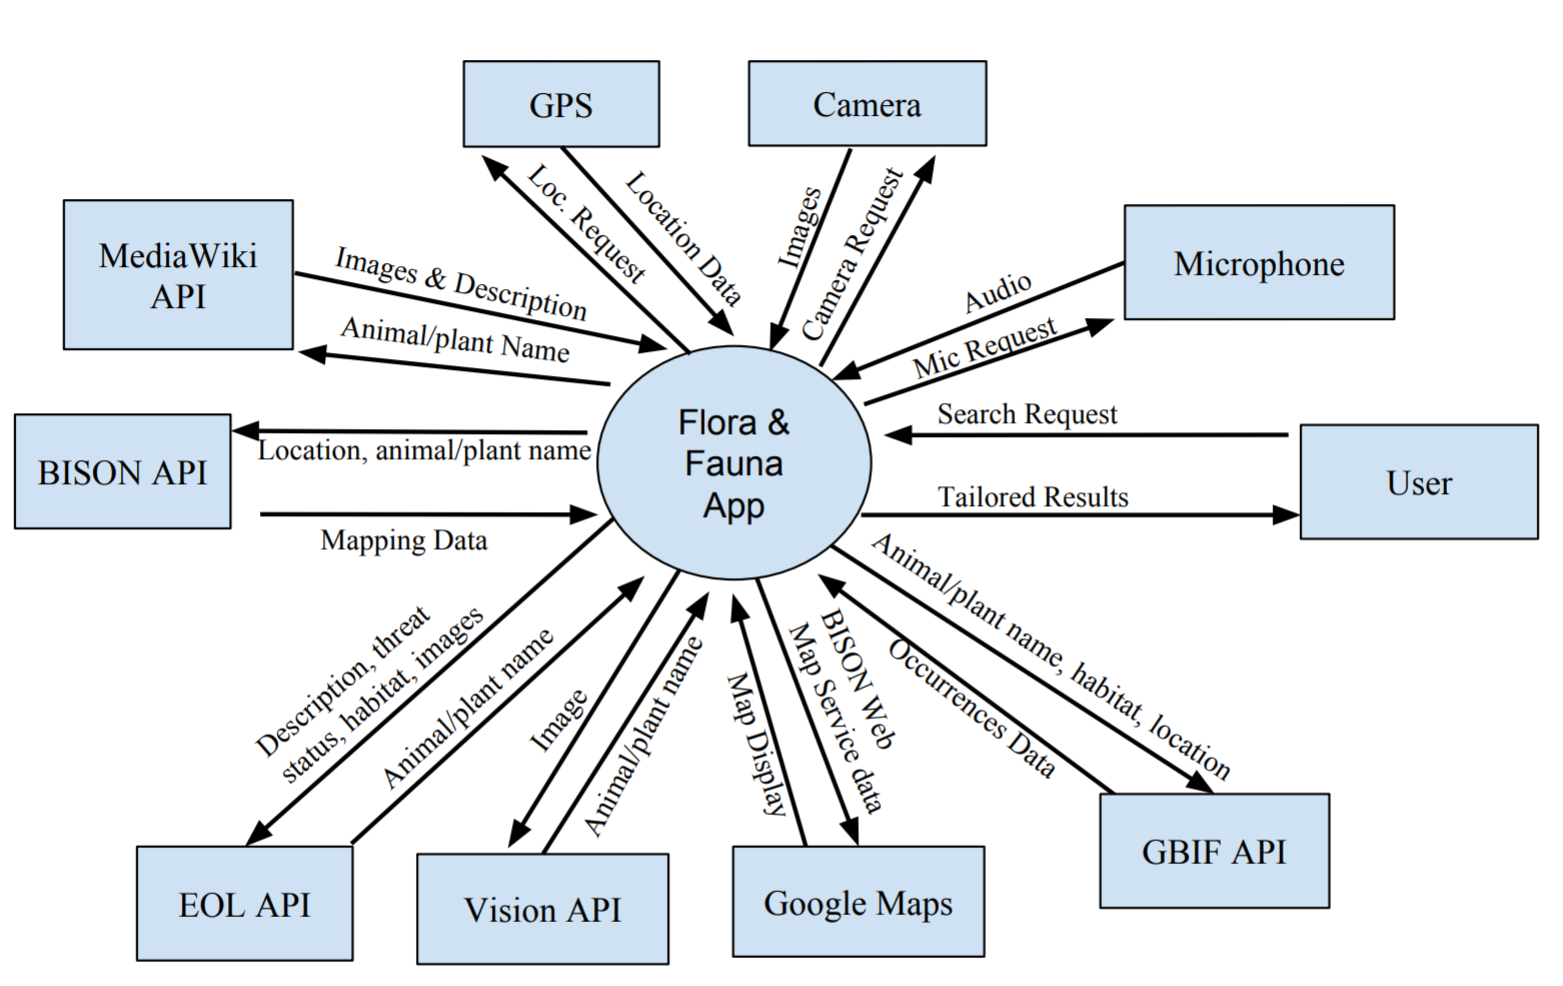 GPS
Camera
Loc. Request
Location Data
Images
Camera Request
MediaWiki
API
Images & Description
Animal/plant Name
Microphone
Audio
Mic Request
Flora &
Fauna
App
Search Request
User
Tailored Results
BISON API
Location, animal/plant name
Mapping Data
Description, threat
status, habitat, images
Animal/plant name
Image
Animal/plant name
Map Display
BISON Web
Map Service data
Occurrences Data
Animal/plant name, habitat, location
EOL API
Vision API
Google Maps
GBIF API